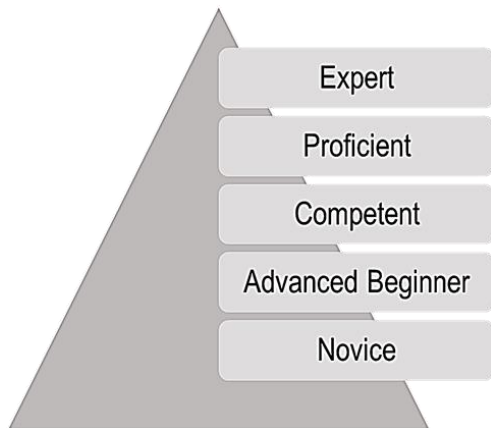 Expert
Proficient
Competent
Advanced Beginner
Novice